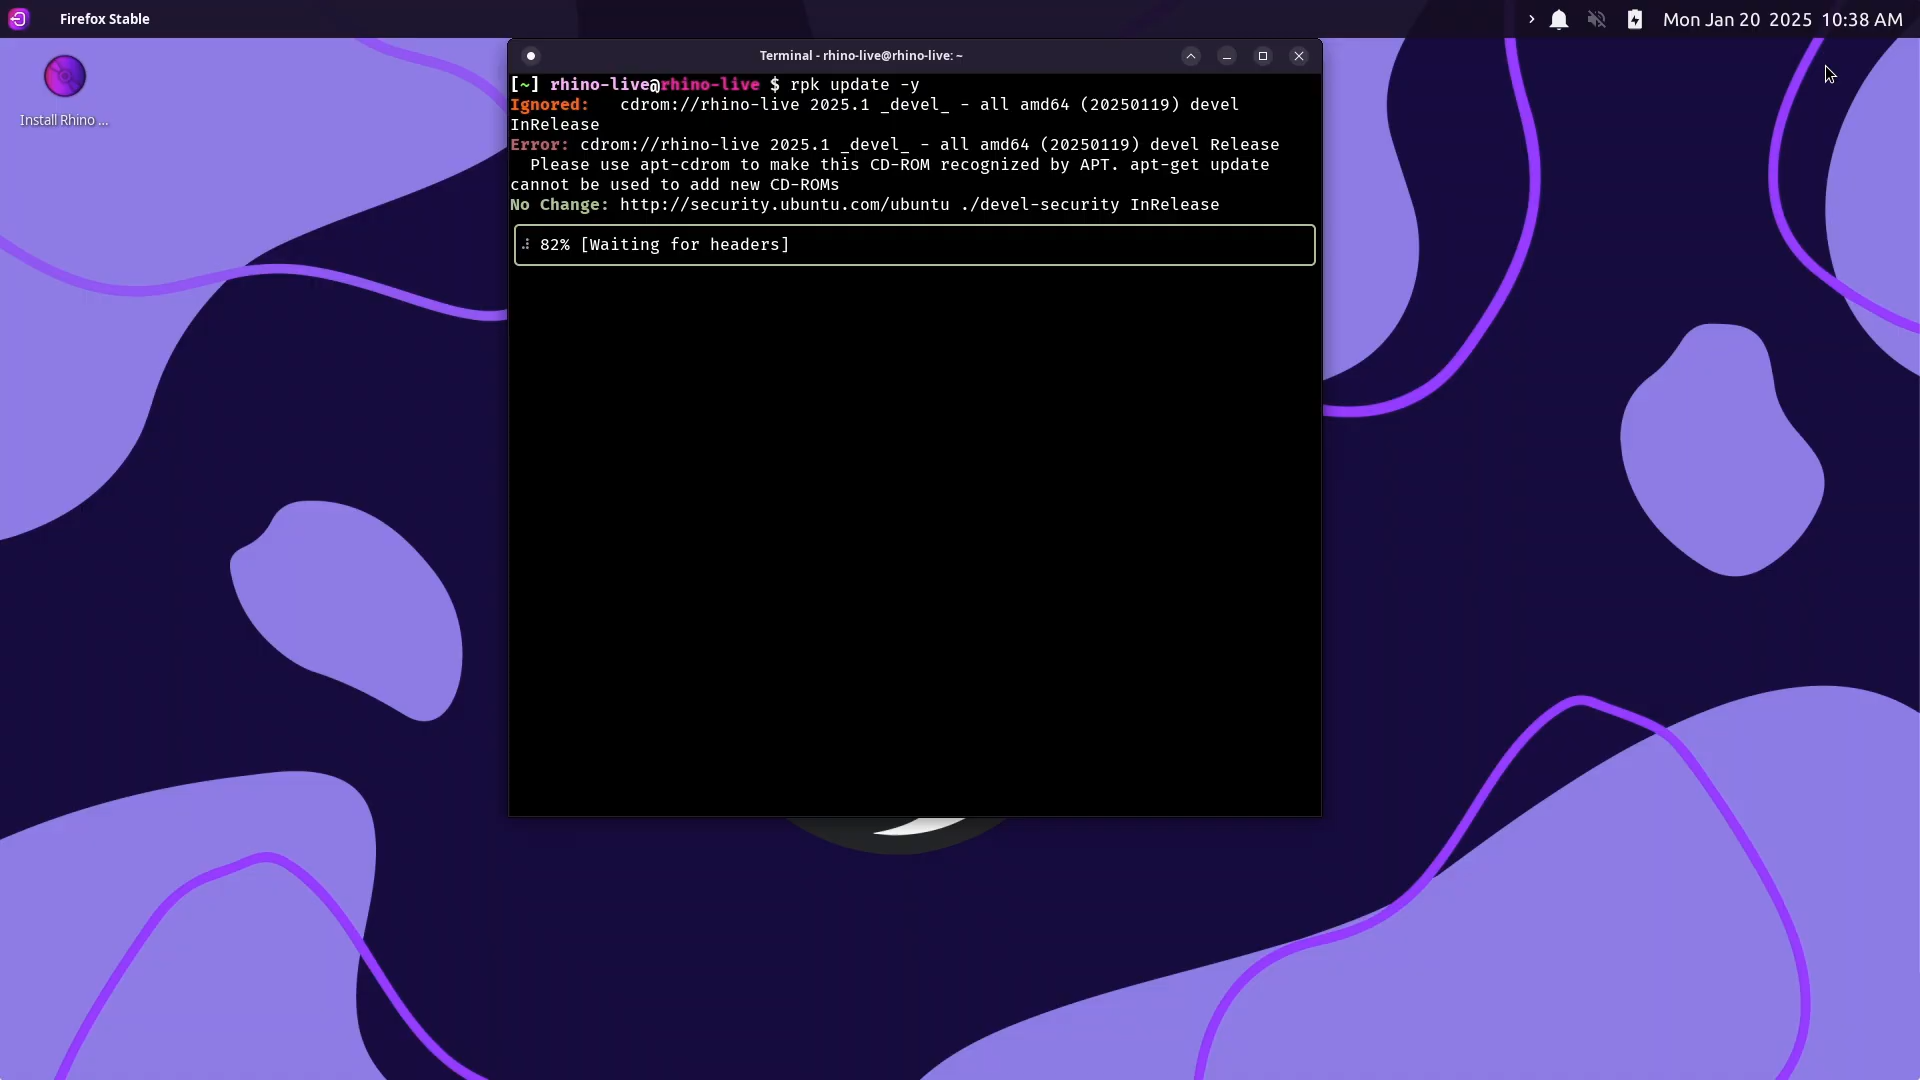 Firefox Stable
Mon Jan 20 2025 10:38 AM
Install Rhino ...
Terminal - rhino-live@rhino-live: ~
[~] rhino-live@rhino-live $ rpk update -y
Ignored: cdrom://rhino-live 2025.1 _devel_ - all amd64 (20250119) devel
InRelease
Error: cdrom://rhino-live 2025.1 _devel_ - all amd64 (20250119) devel Release
Please use apt-cdrom to make this CD-ROM recognized by APT. apt-get update
cannot be used to add new CD-ROMs
No Change: http://security.ubuntu.com/ubuntu ./devel-security InRelease
82% [Waiting for headers]